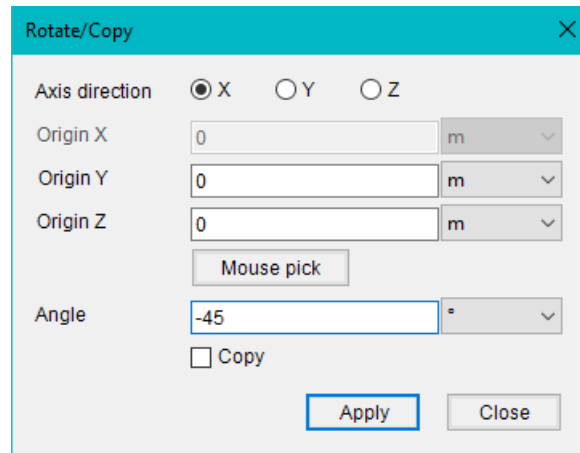 Rotate/Copy
Axis direction X Y Z
Origin X 0 m
Origin Y 0 m
Origin Z 0 m
Mouse pick
Angle -45 °
Copy
Apply Close